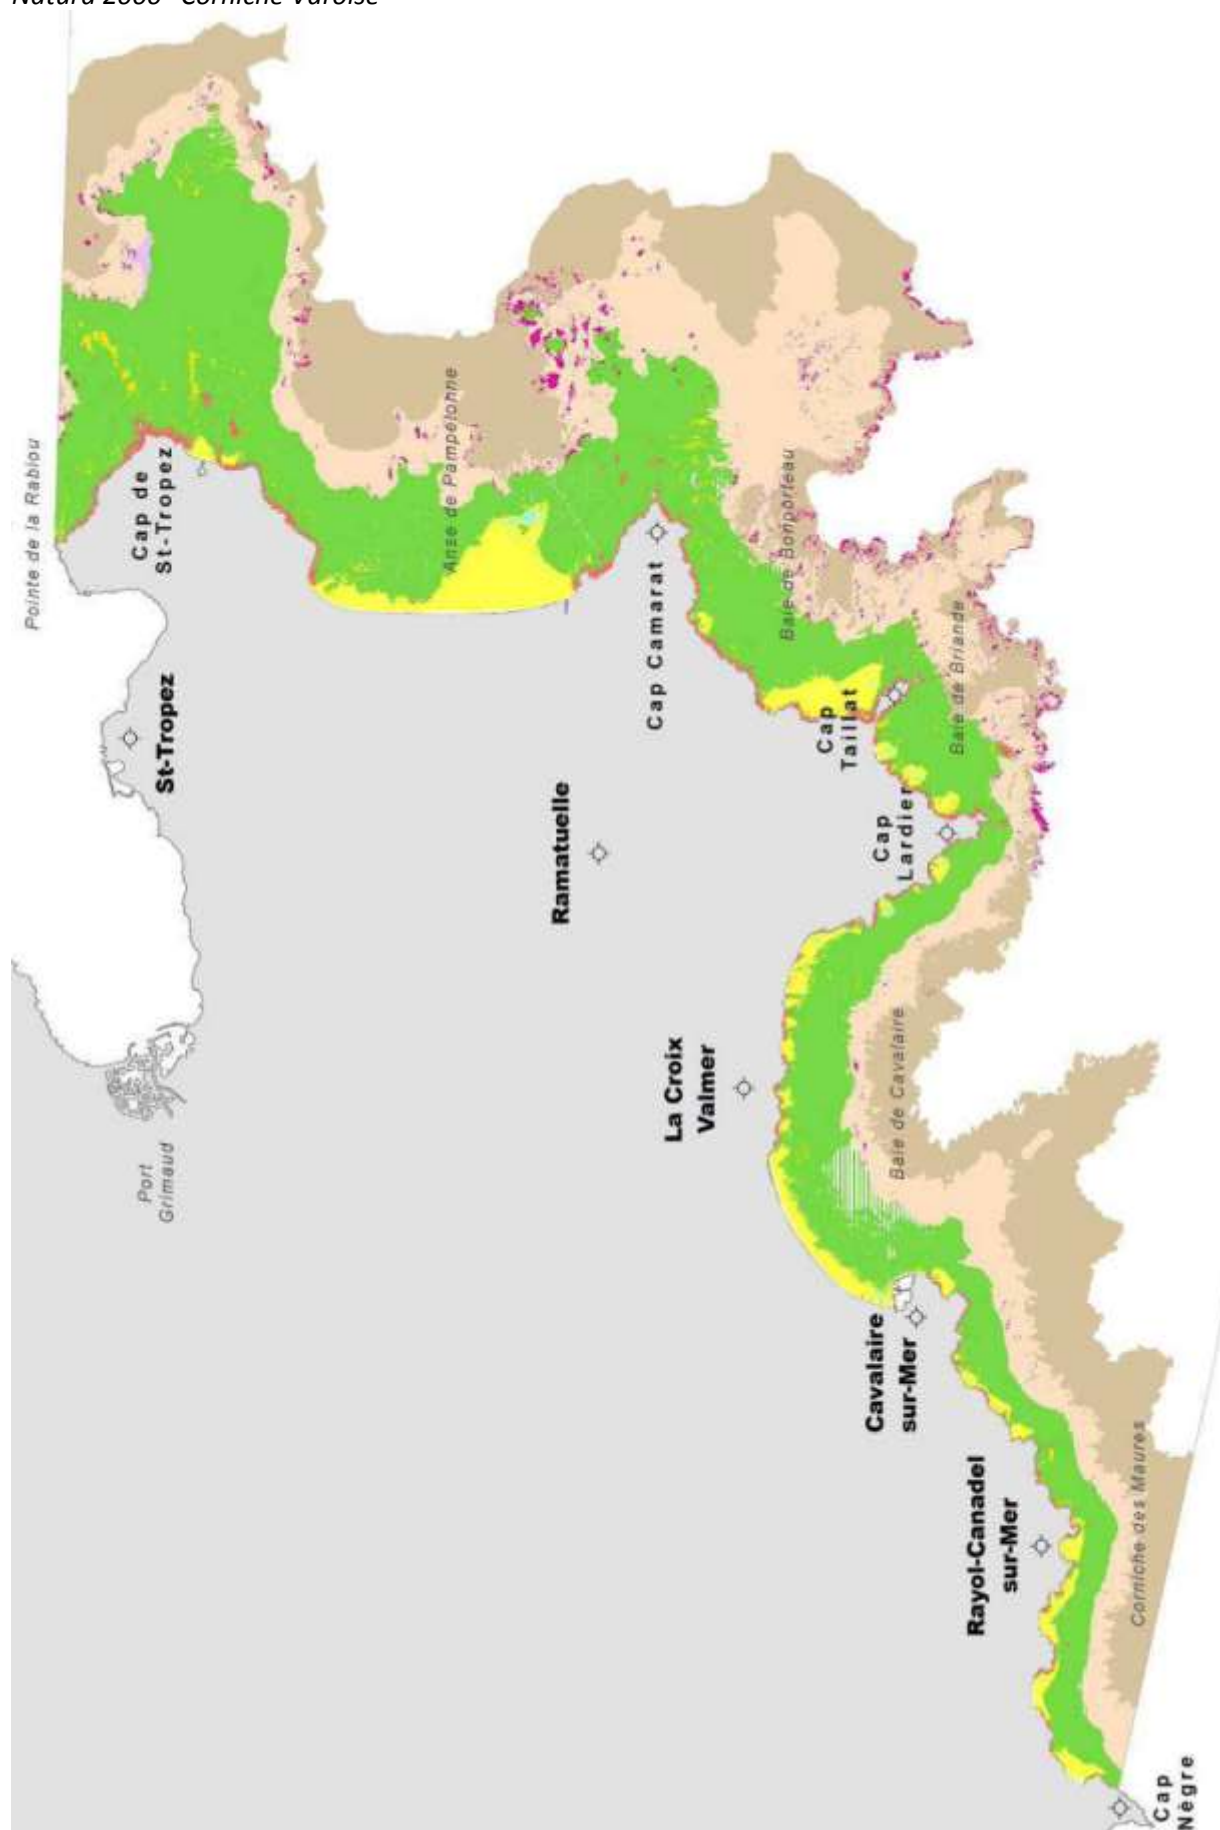 Natura 2000 "Corniche Varoise"
Pointe de la Rabiou
Cap de
St-Tropez
St-Tropez
Port
Grimaud
Anse de Pampelonne
Cap Camarat
Ramatuelle
Baie de Bonporteau
Cap
Taillat
Baie de Briande
Cap
Lardier
La Croix
Valmer
Baie de Cavalaire
Cavalaire
sur-Mer
Rayol-Canadel
sur-Mer
Corniche des Maures
Cap
Nègre